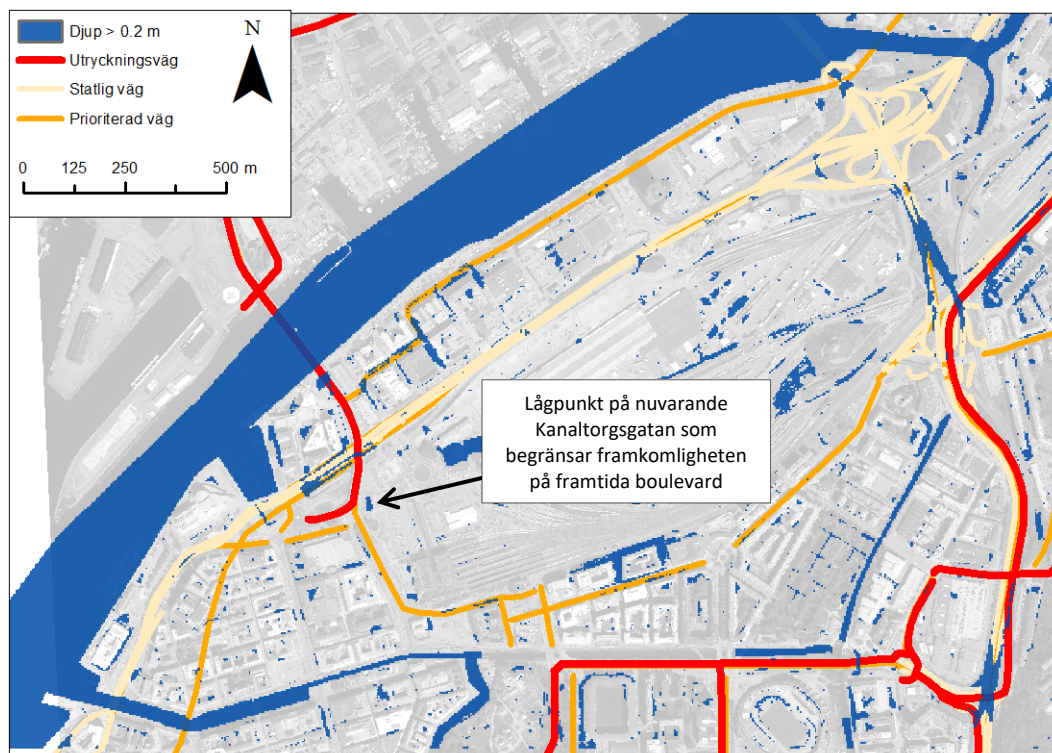 Djup > 0.2 m
Utryckningsväg
Statlig väg
Prioriterad väg
N
0 125 250 500 m
Lågpunkt på nuvarande
Kanaltorgsgatan som
begränsar framkomligheten
på framtida boulevard